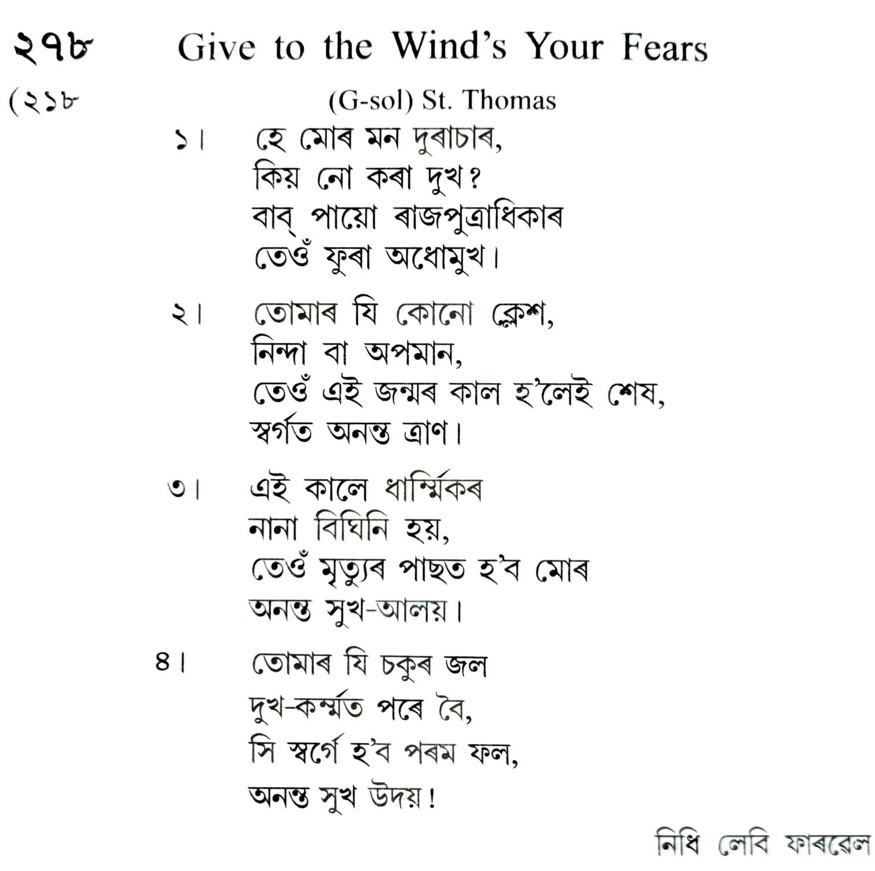 ২৭৮ Give to the Wind's Your Fears
(২১৮ (G-sol) St. Thomas
১। হে মোৰ মন দুৰাচাৰ,
কিয় নো কৰা দুখ?
বাব্ পায়ো ৰাজপুত্ৰাধিকাৰ
তেওঁ ফুৰা অধোমুখ।
২। তোমাৰ যি কোনো ক্লেশ,
নিন্দা বা অপমান,
তেওঁ এই জন্মৰ কাল হ'লেই শেষ,
স্বৰ্গত অনন্ত ত্ৰাণ।
৩। এই কালে ধাৰ্ম্মিকৰ
নানা বিঘিনি হয়,
তেওঁ মৃত্যুৰ পাছত হ'ব মোৰ
অনন্ত সুখ-আলয়।
৪। তোমাৰ যি চকুৰ জল
দুখ-কৰ্ম্মত পৰে বৈ,
সি স্বৰ্গে হ'ব পৰম ফল,
অনন্ত সুখ উদয়!
নিধি লেবি ফাৰৱেল